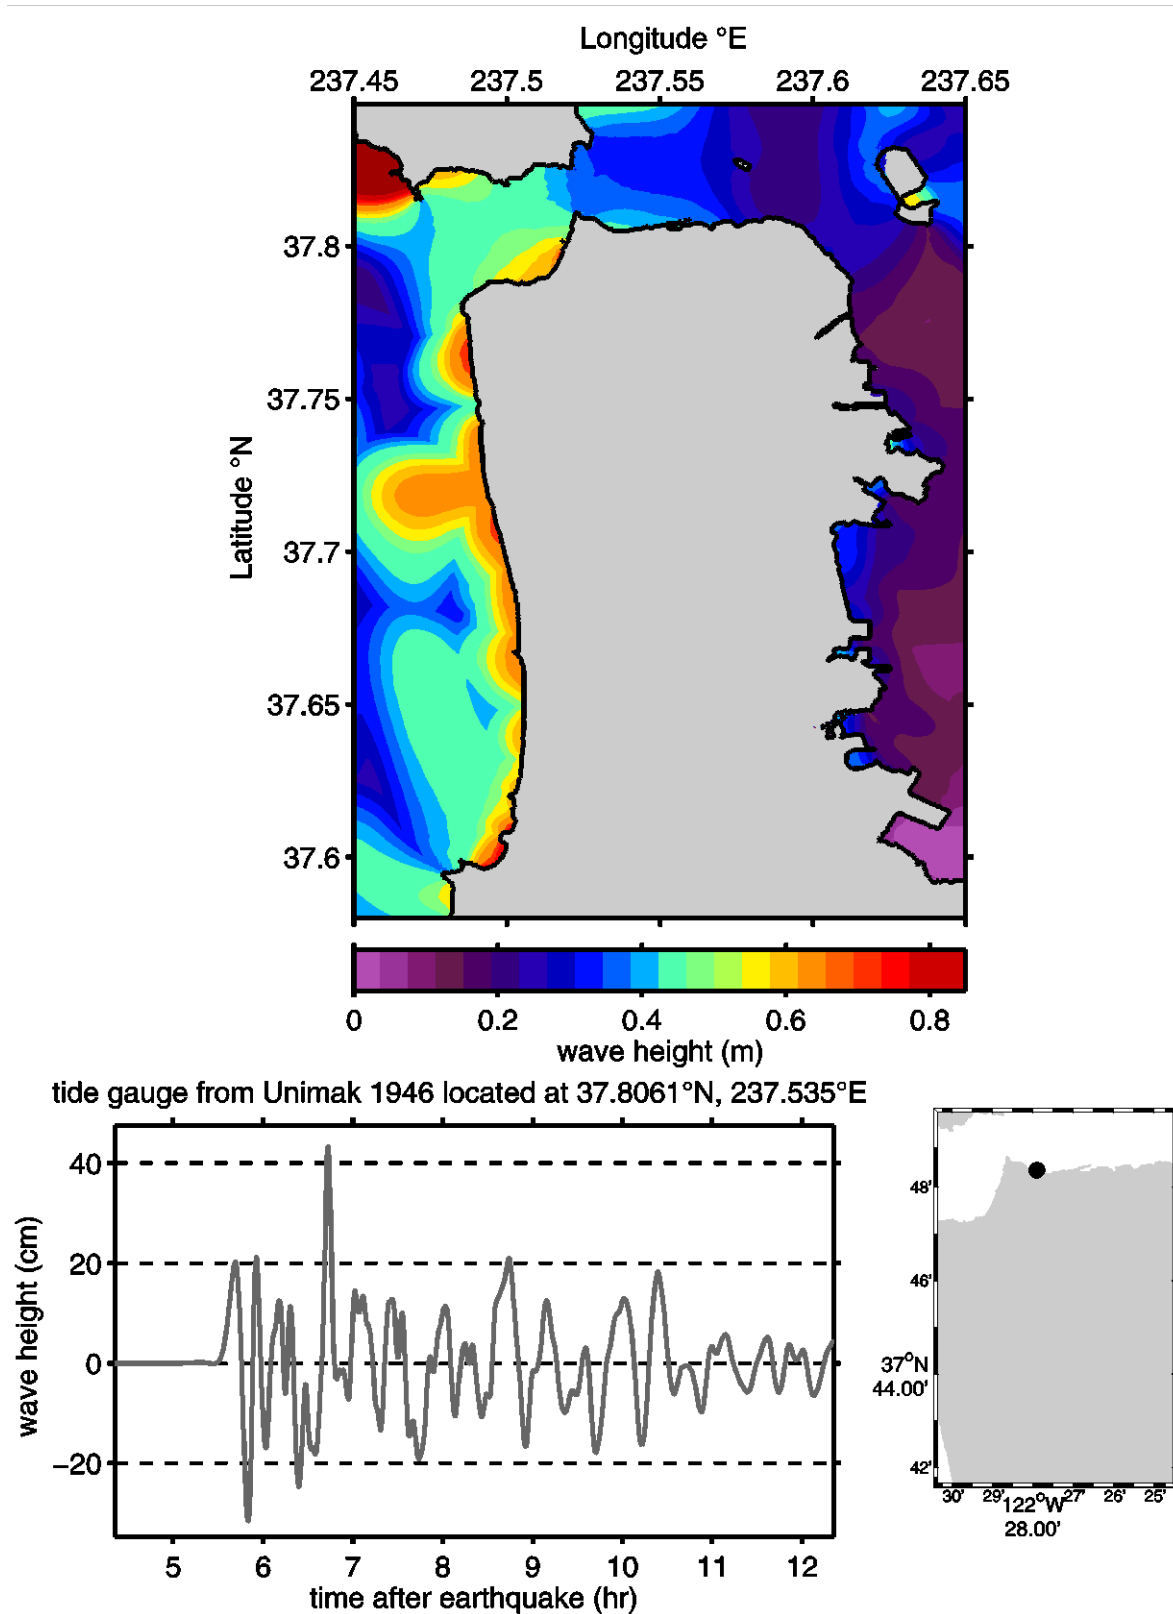 Longitude °E
237.45 237.5 237.55 237.6 237.65
37.8
37.75
Latitude °N
37.7
37.65
37.6
0 0.2 0.4 0.6 0.8
wave height (m)
tide gauge from Unimak 1946 located at 37.8061°N, 237.535°E
40
20
0
−20
wave height (cm)
5 6 7 8 9 10 11 12
time after earthquake (hr)
48'
46'
37°N
44.00'
42'
30' 29' 27' 26' 25'
122°W
28.00'